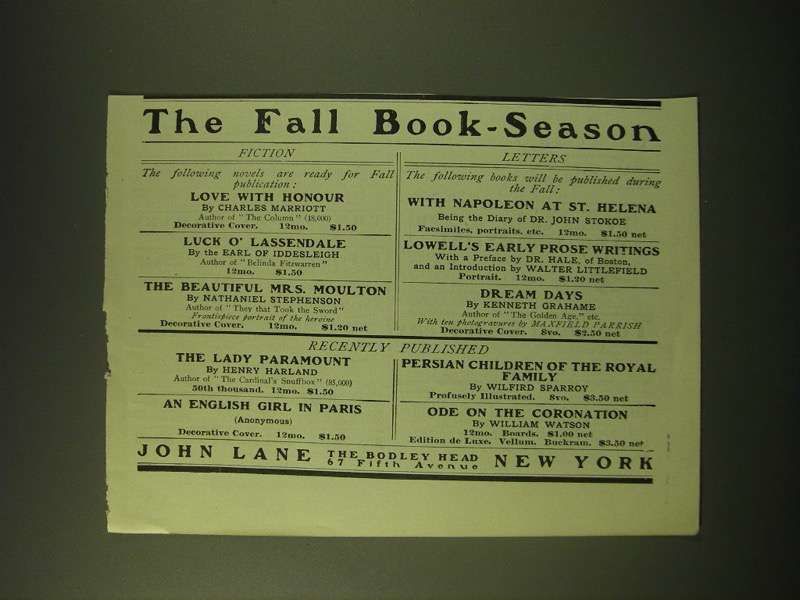 The Fall Book-Season
FICTION
The following novels are ready for Fall
publication:
LOVE WITH HONOUR
By CHARLES MARRIOTT
Author of "The Column" (18,000)
Decorative Cover. 12mo. $1.50
LUCK O' LASSENDALE
By the EARL OF IDDESLEIGH
Author of "Belinda Fitzwarren"
12mo. $1.50
THE BEAUTIFUL MRS. MOULTON
By NATHANIEL STEPHENSON
Author of "They that Took the Sword"
Frontispiece portrait of the heroine
Decorative Cover. 12mo. $1.20 net
LETTERS
The following books will be published during
the Fall:
WITH NAPOLEON AT ST. HELENA
Being the Diary of DR. JOHN STOKOE
Facsimiles, portraits, etc. 12mo. $1.50 net
LOWELL'S EARLY PROSE WRITINGS
With a Preface by DR. HALE, of Boston,
and an Introduction by WALTER LITTLEFIELD
Portrait. 12mo. $1.20 net
DREAM DAYS
By KENNETH GRAHAME
Author of "The Golden Age," etc.
With ten photogravures by MAXFIELD PARRISH
Decorative Cover. 8vo. $2.50 net
RECENTLY PUBLISHED
THE LADY PARAMOUNT
By HENRY HARLAND
Author of "The Cardinal's Snuffbox" (85,000)
50th thousand. 12mo. $1.50
AN ENGLISH GIRL IN PARIS
(Anonymous)
Decorative Cover. 12mo. $1.50
PERSIAN CHILDREN OF THE ROYAL
FAMILY
By WILFIRD SPARROY
Profusely Illustrated. 8vo. $3.50 net
ODE ON THE CORONATION
By WILLIAM WATSON
12mo. Boards. $1.00 net
Edition de Luxe. Vellum. Buckram. $3.50 net
JOHN LANE THE BODLEY HEAD NEW YORK
67 Fifth Avenue